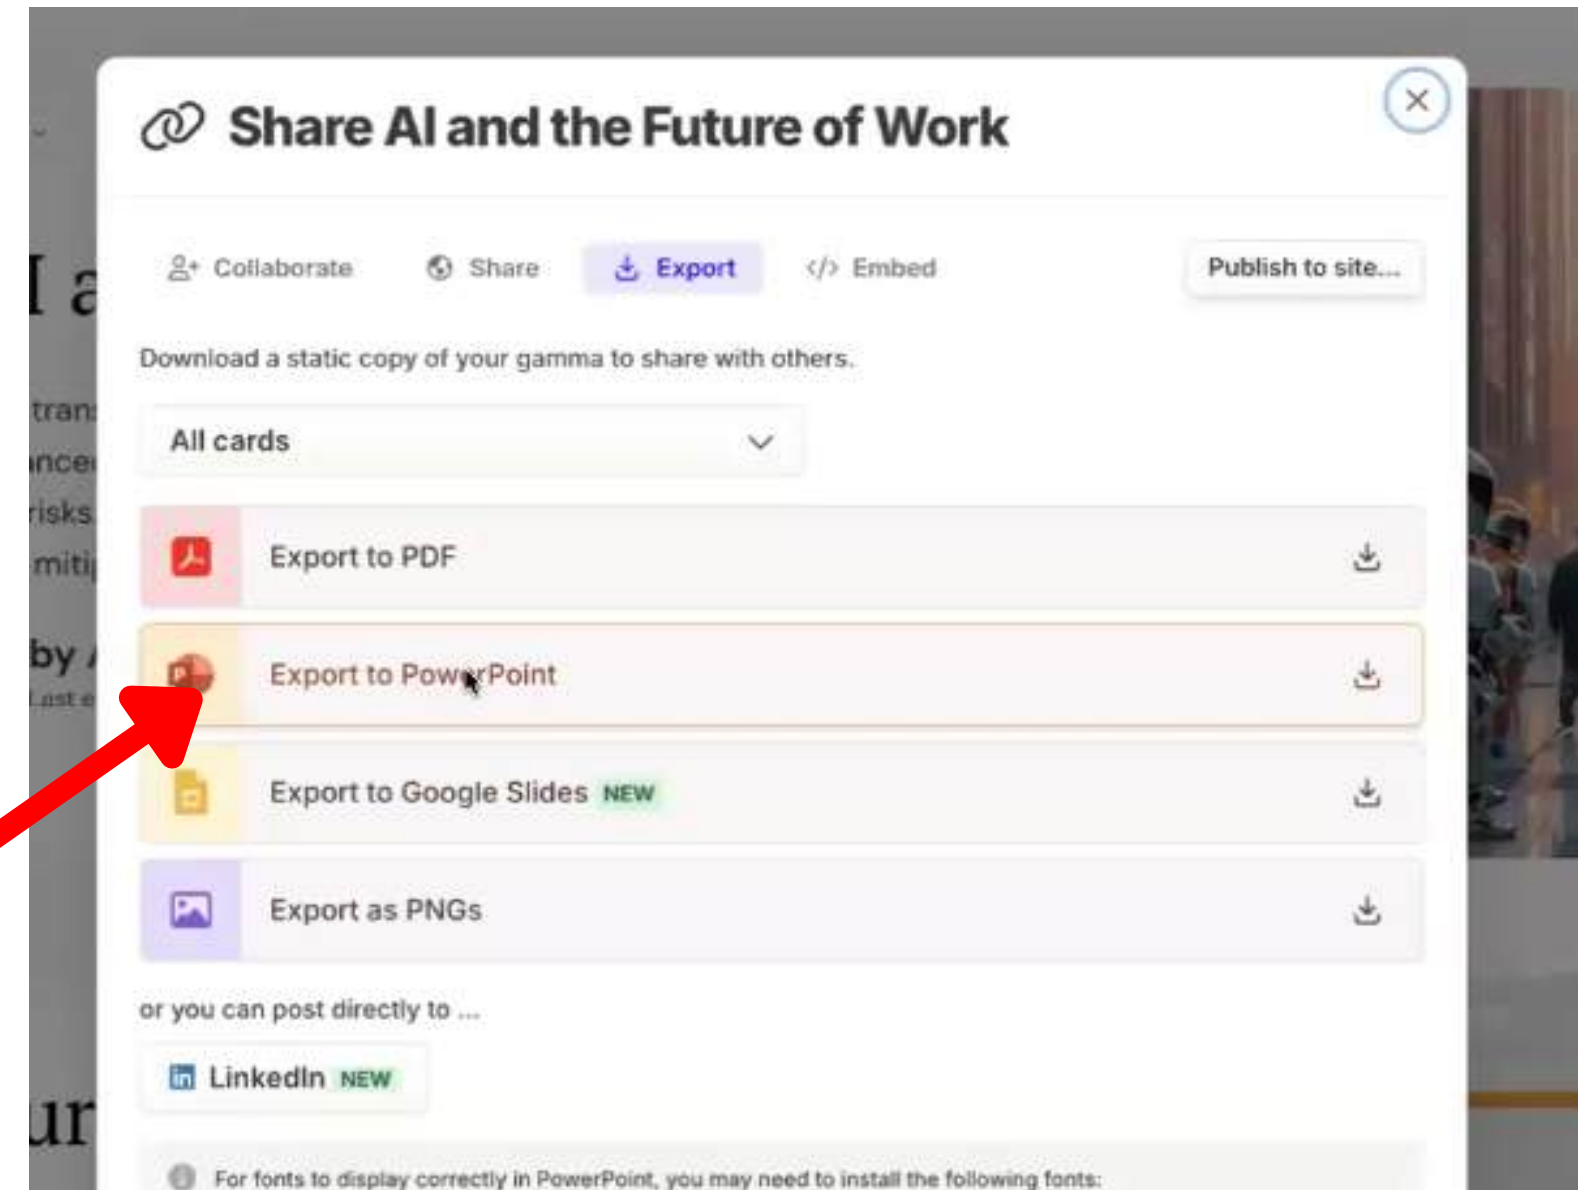 Share AI and the Future of Work
Collaborate
Share
Export
</> Embed
Publish to site...
Download a static copy of your gamma to share with others.
All cards
Export to PDF
Export to PowerPoint
Export to Google Slides NEW
Export as PNGs
or you can post directly to ...
in LinkedIn NEW
For fonts to display correctly in PowerPoint, you may need to install the following fonts:
risks
by